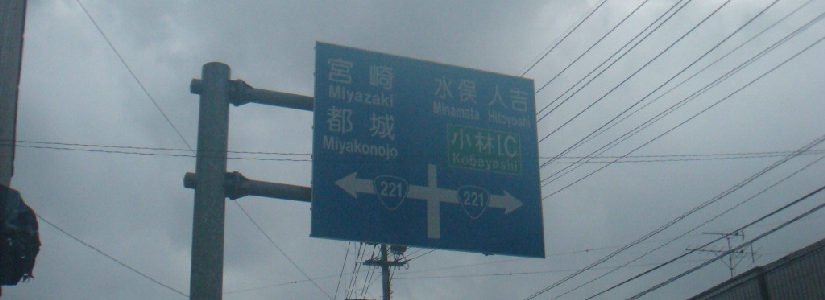 宮崎
Miyazaki
都城
Miyakonojo
水俣 人吉
Minamata Hitoyoshi
小林IC
Kobayashi
221
221